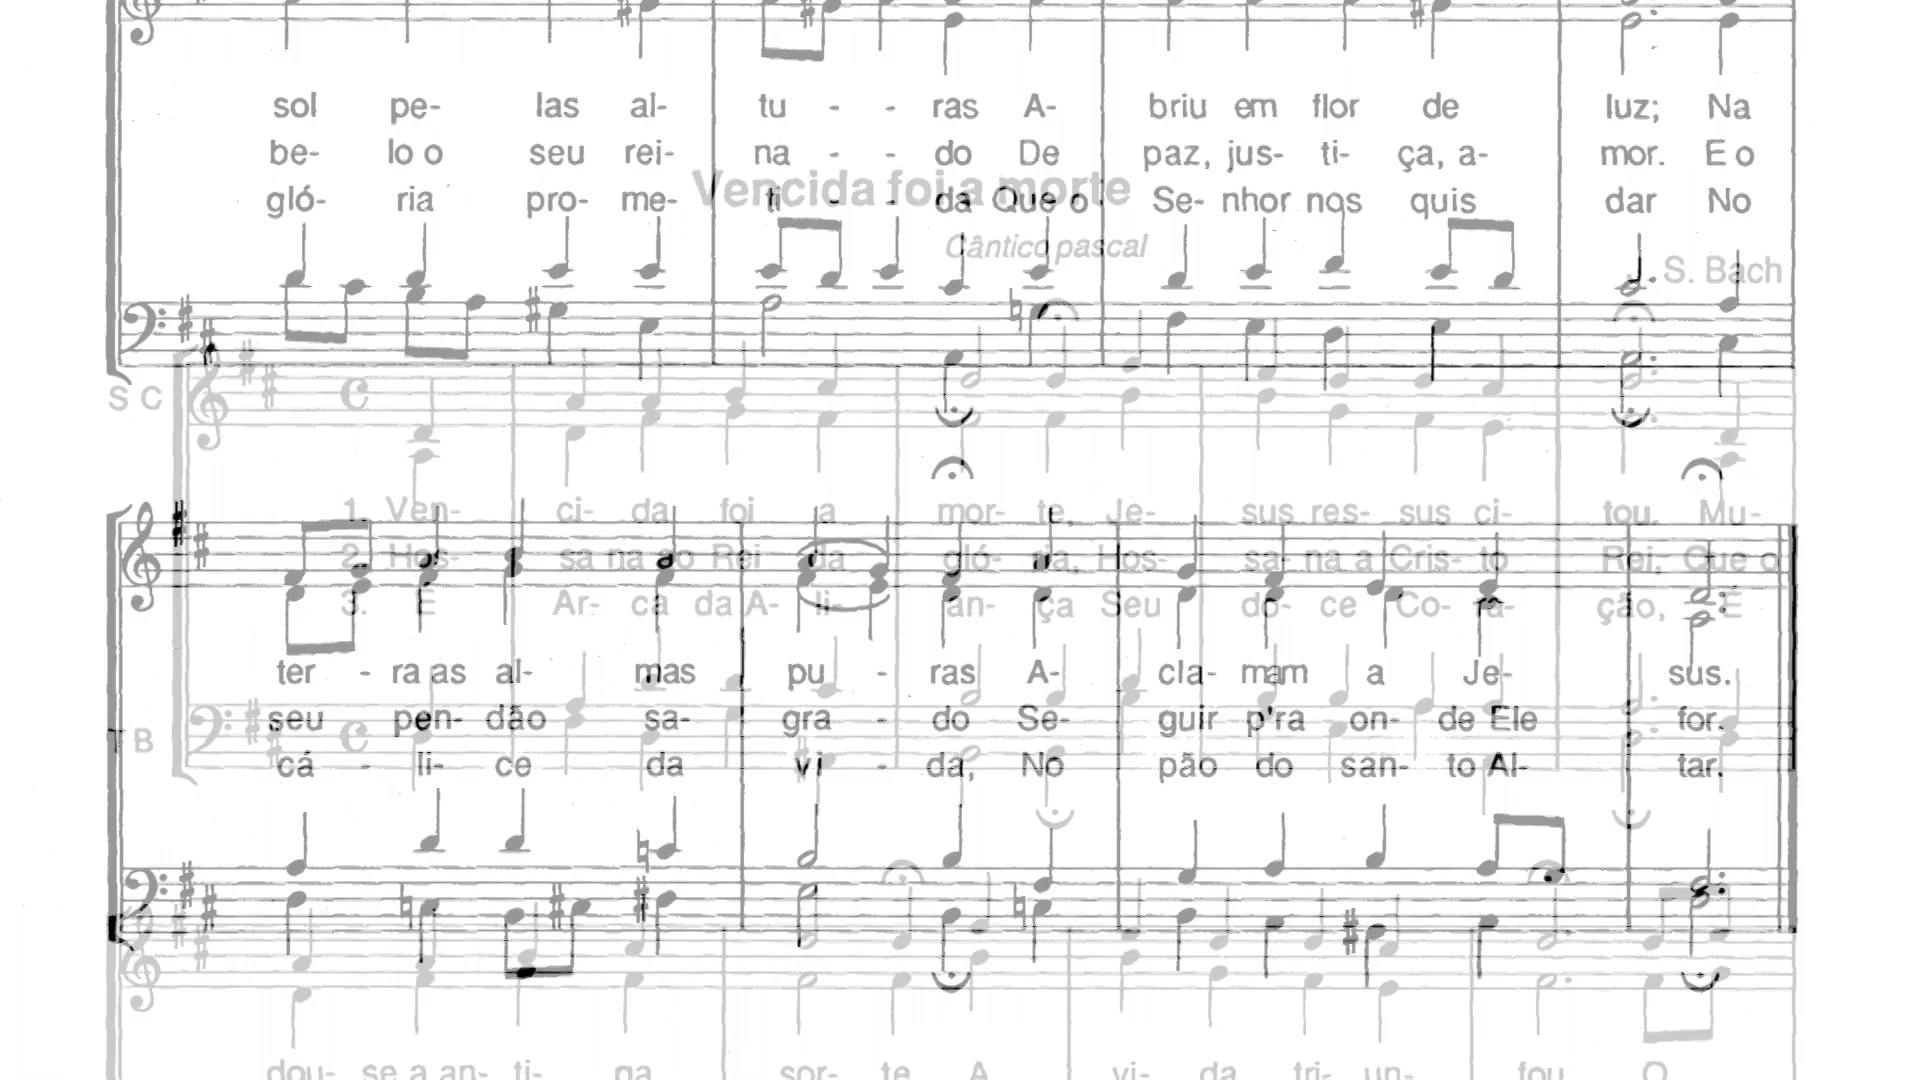 sol pe- las al- tu - - ras A- briu em flor de luz; Na
be- lo o seu rei- na - - do De paz, jus- ti- ça, a- mor. E o
Vencida foi a morte
gló- ria pro- me- ti - - da Que o Se- nhor nos quis dar No
Cântico pascal
J. S. Bach
S C
1. Ven- ci- da foi a mor- te, Je- sus res- sus ci- tou. Mu-
2. Hos- sa na ao Rei da gló- ria, Hos- sa- na a Cris- to Rei; Que o
3. E Ar- ca da A- li- an- ça Seu do- ce Co- ra- ção, E
ter - ra as al- mas pu - ras A- cla- mam a Je- sus.
seu pen- dão sa- gra - do Se- guir p'ra on- de Ele for.
T B
cá - li- ce da vi - da, No pão do san- to Al- tar.
dou- se a an- ti- ga sor- te A vi- da tri- un- fou O